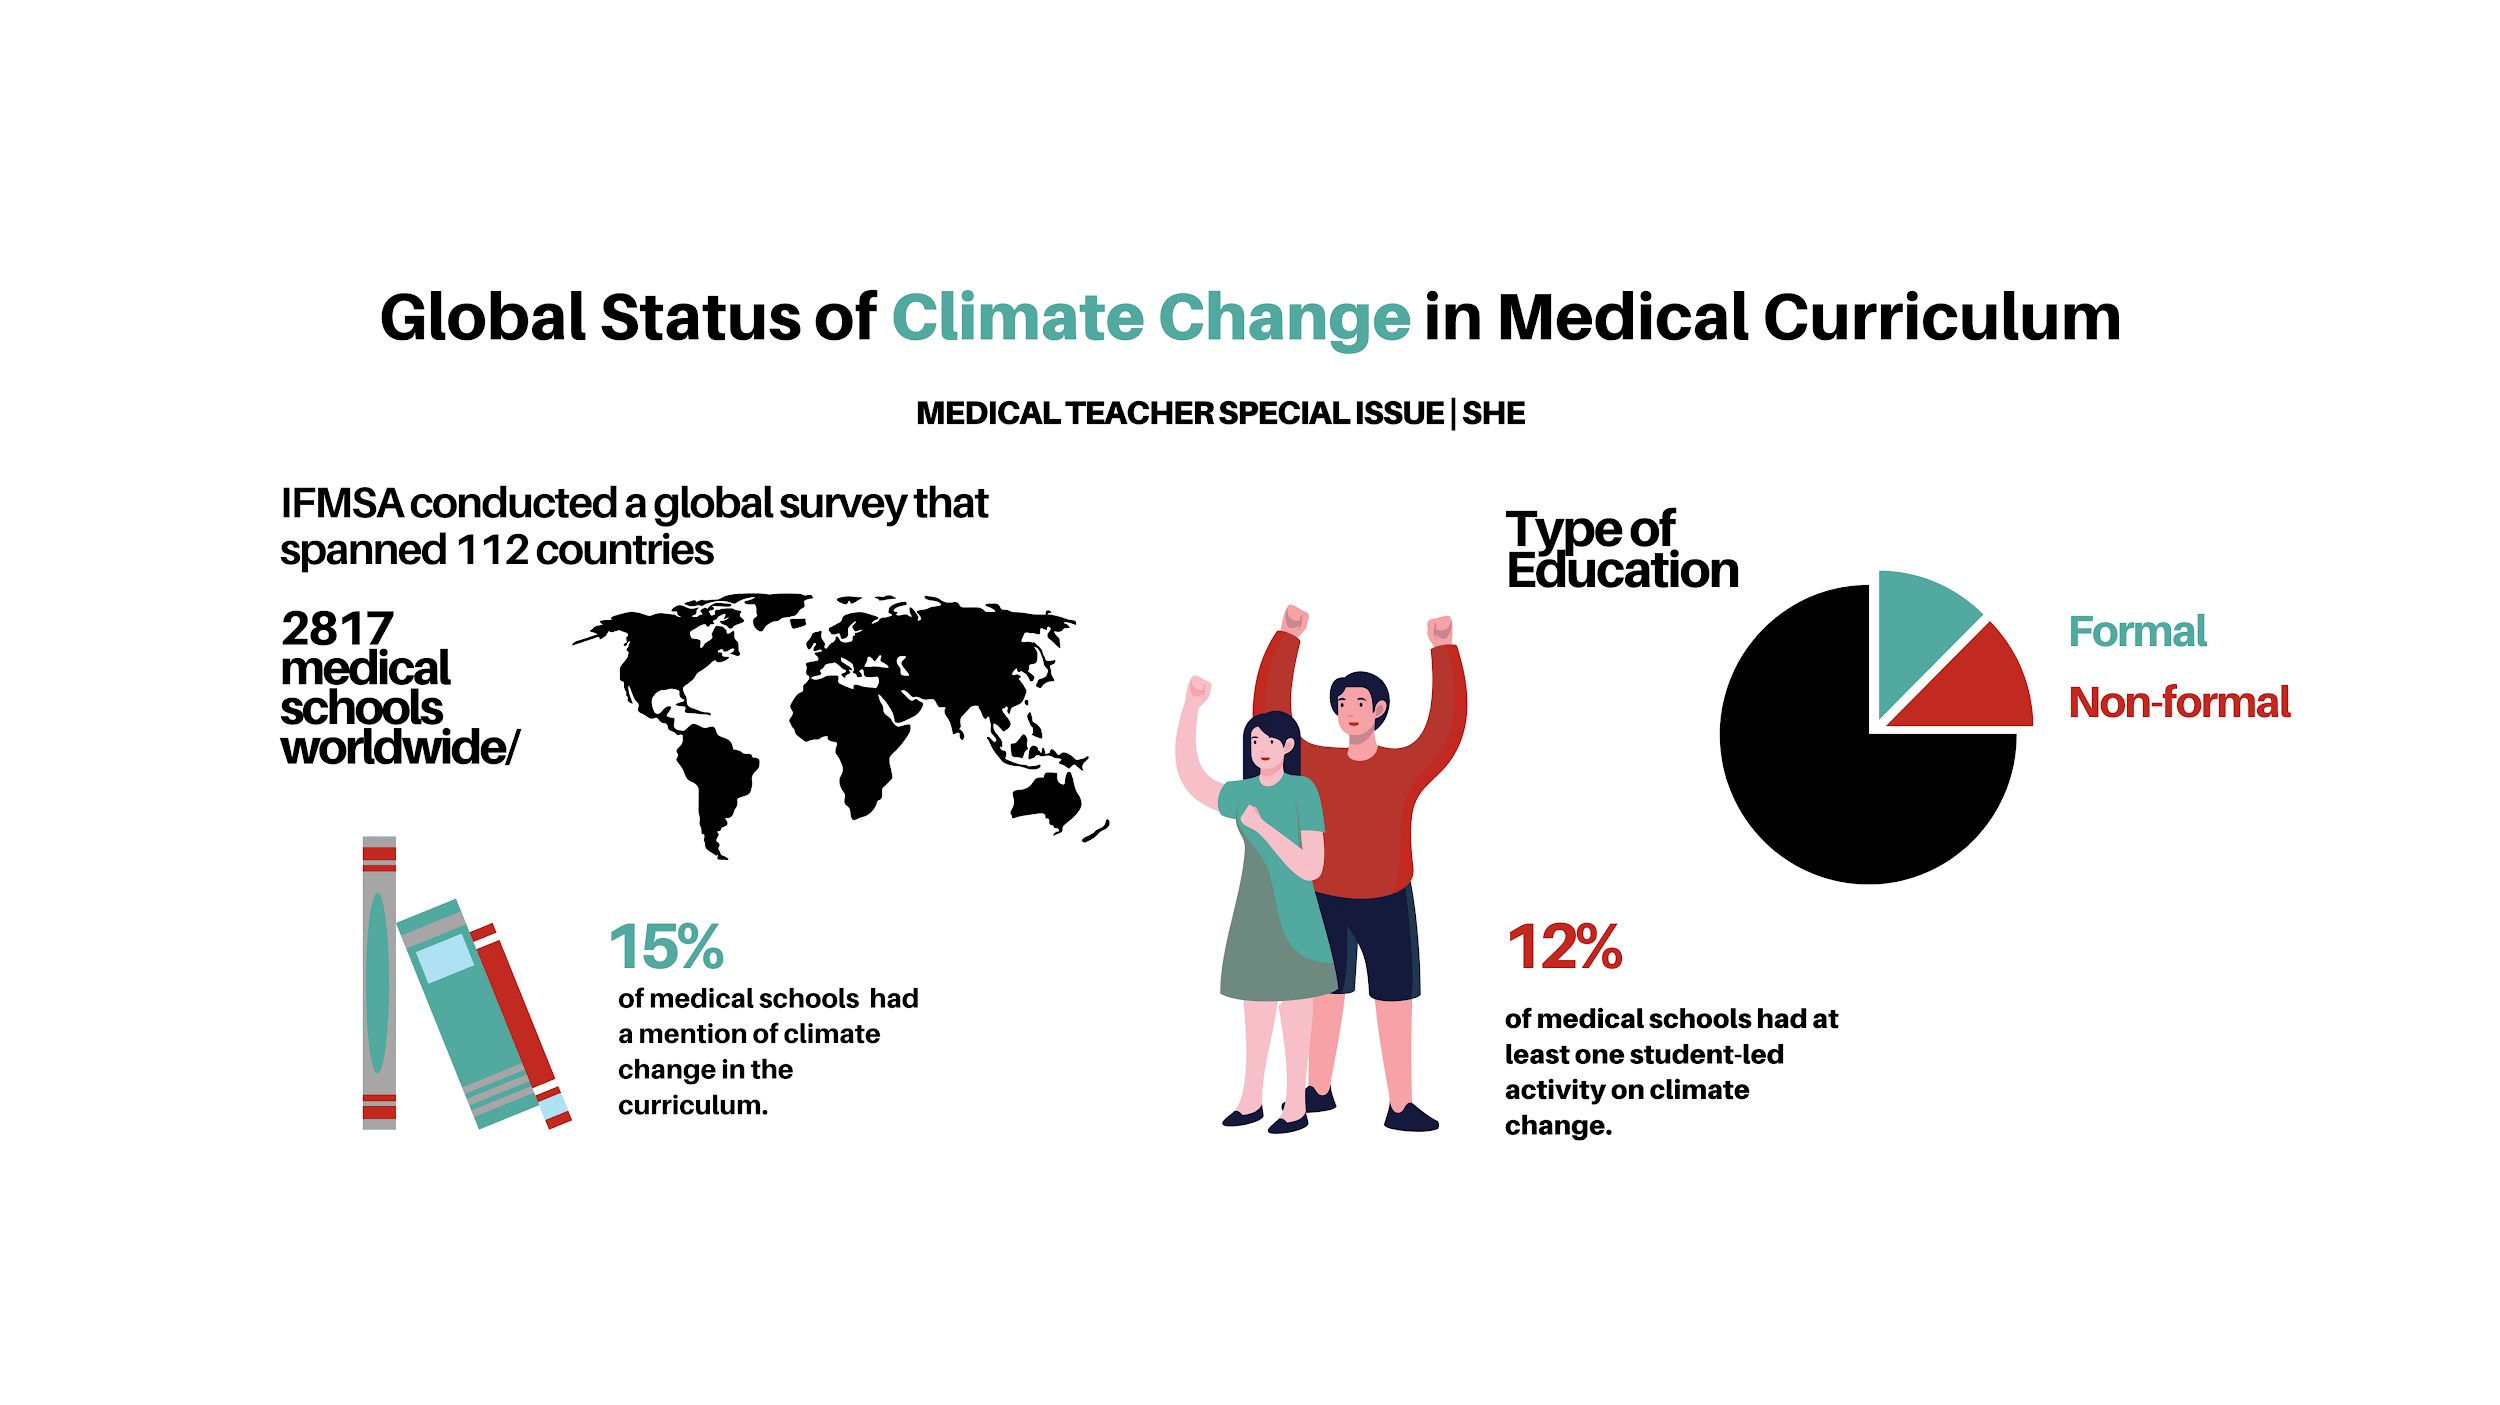 Global Status of Climate Change in Medical Curriculum
MEDICAL TEACHER SPECIAL ISSUE | SHE
IFMSA conducted a global survey that
spanned 112 countries
2817
medical
schools
worldwide/
15%
of medical schools had
a mention of climate
change in the
curriculum.
Type of
Education
Formal
Non-formal
12%
of medical schools had at
least one student-led
activity on climate
change.